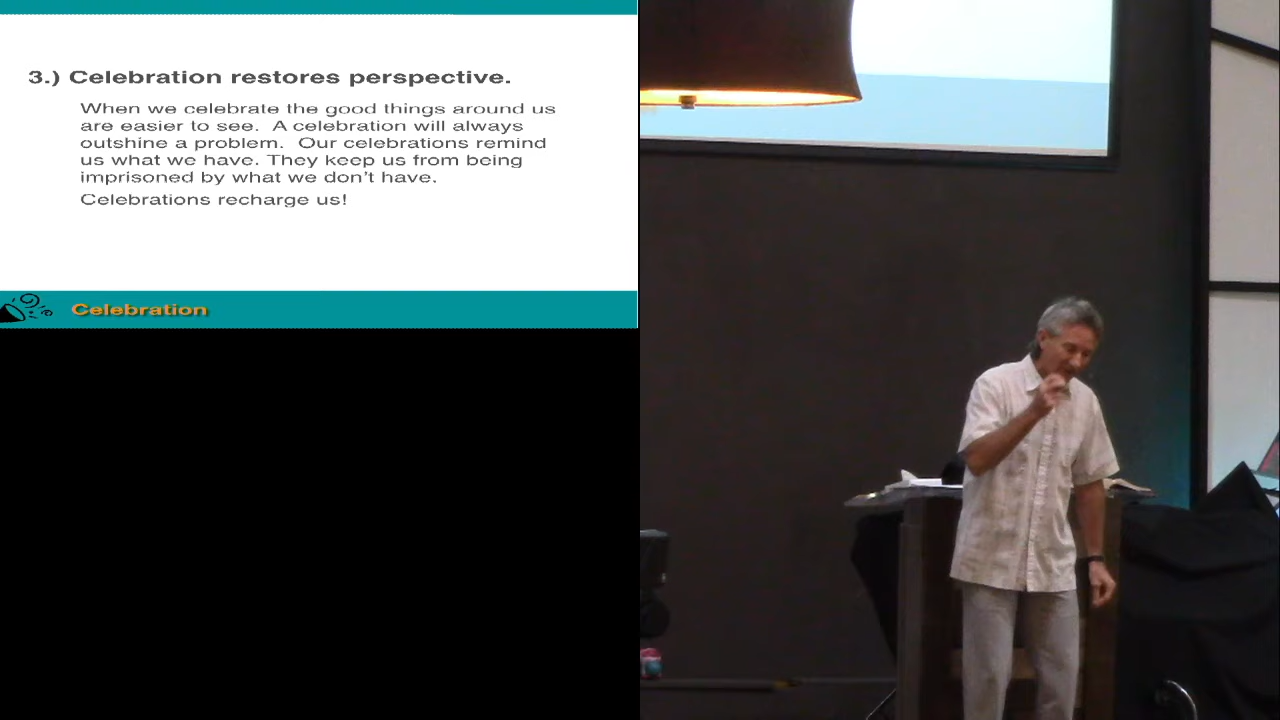 3.) Celebration restores perspective.
When we celebrate the good things around us
are easier to see.  A celebration will always
outshine a problem.  Our celebrations remind
us what we have. They keep us from being
imprisoned by what we don't have.
Celebrations recharge us!
Celebration